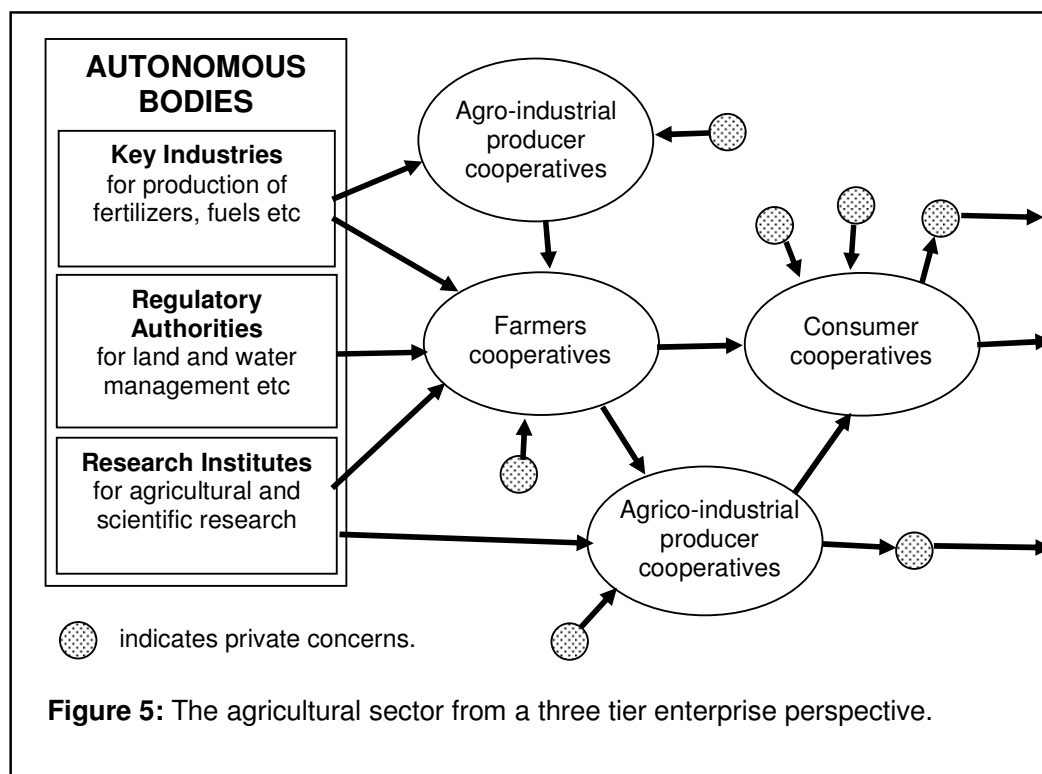 AUTONOMOUS
BODIES
Key Industries
for production of
fertilizers, fuels etc
Regulatory
Authorities
for land and water
management etc
Research Institutes
for agricultural and
scientific research
Agro-industrial
producer
cooperatives
Farmers
cooperatives
Consumer
cooperatives
Agrico-industrial
producer
cooperatives
indicates private concerns.
Figure 5: The agricultural sector from a three tier enterprise perspective.